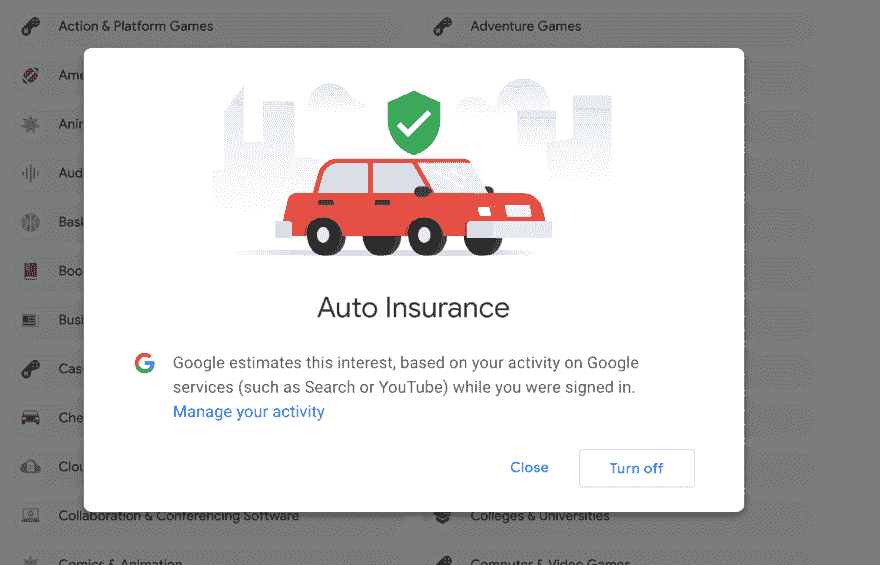 Action & Platform Games
Adventure Games
Ame
Anir
Aud
Bask
Boo
Busi
Cas
Che
Clou
Auto Insurance
Google estimates this interest, based on your activity on Google
services (such as Search or YouTube) while you were signed in.
Manage your activity
Close
Turn off
Collaboration & Conferencing Software
Colleges & Universities
Comics & Animation
Computer & Video Games